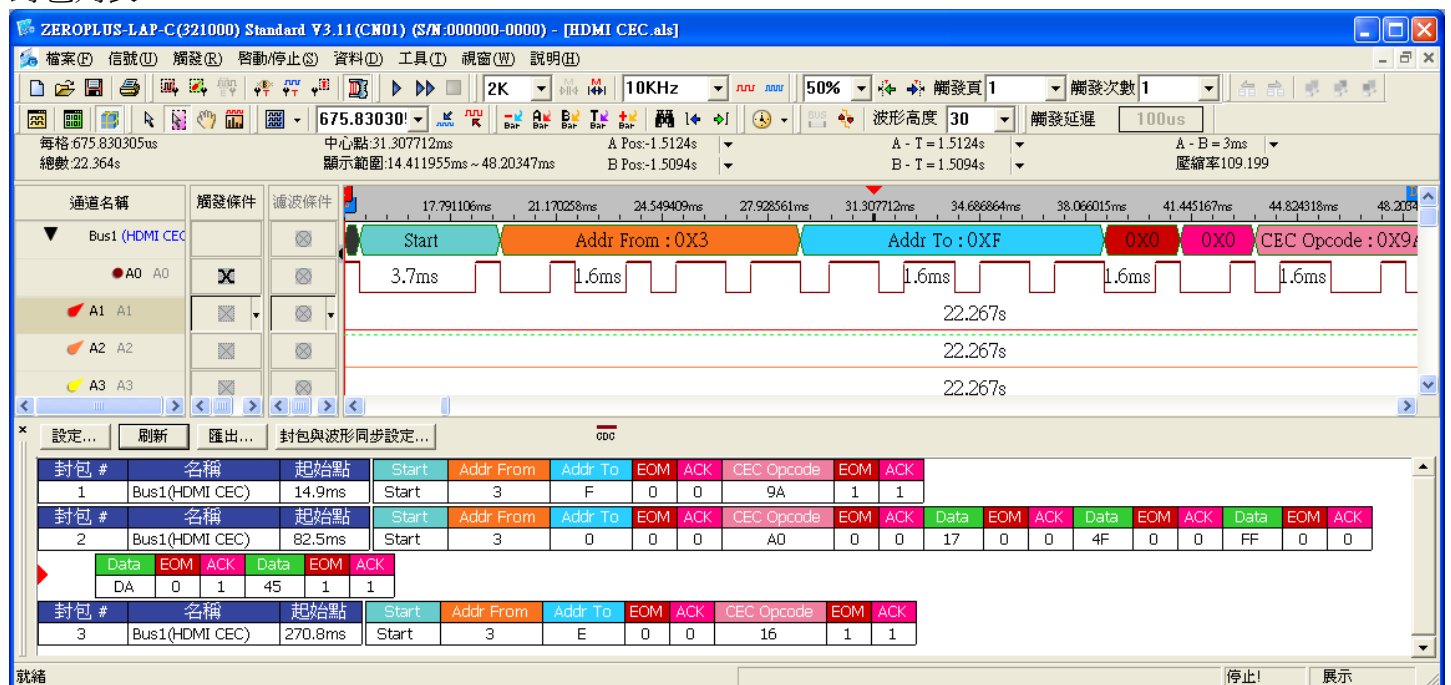 ZEROPLUS-LAP-C(321000) Standard V3.11(CN01) (S/N:000000-0000) - [HDMI CEC.als]
檔案(F) 信號(U) 觸發(R) 啓動/停止(S) 資料(D) 工具(T) 視窗(W) 說明(H)
2K 10KHz 50% 觸發頁 1 觸發次數 1
675.83030! Bar Bar Bar Bar Bar BUS 波形高度 30 觸發延遲 100us
每格:675.830305us 中心點:31.307712ms A Pos:-1.5124s A - T = 1.5124s A - B = 3ms
總數:22.364s 顯示範圍:14.411955ms ~ 48.20347ms B Pos:-1.5094s B - T = 1.5094s 壓縮率109.199
通道名稱 觸發條件 濾波條件 17.791106ms 21.170258ms 24.549409ms 27.928561ms 31.307712ms 34.686864ms 38.066015ms 41.445167ms 44.824318ms 48.2034
Bus1 (HDMI CEC Start Addr From : 0X3 Addr To : 0XF 0X0 0X0 CEC Opcode : 0X9A
A0 A0 3.7ms 1.6ms 1.6ms 1.6ms 1.6ms
A1 A1 22.267s
A2 A2 22.267s
A3 A3 22.267s
設定... 刷新 匯出... 封包與波形同步設定... CDC
封包 # 名稱 起始點 Start Addr From Addr To EOM ACK CEC Opcode EOM ACK
1 Bus1(HDMI CEC) 14.9ms Start 3 F 0 0 9A 1 1
封包 # 名稱 起始點 Start Addr From Addr To EOM ACK CEC Opcode EOM ACK Data EOM ACK Data EOM ACK Data EOM ACK
2 Bus1(HDMI CEC) 82.5ms Start 3 0 0 0 A0 0 0 17 0 0 4F 0 0 FF 0 0
Data EOM ACK Data EOM ACK
DA 0 1 45 1 1
封包 # 名稱 起始點 Start Addr From Addr To EOM ACK CEC Opcode EOM ACK
3 Bus1(HDMI CEC) 270.8ms Start 3 E 0 0 16 1 1
就緒 停止! 展示